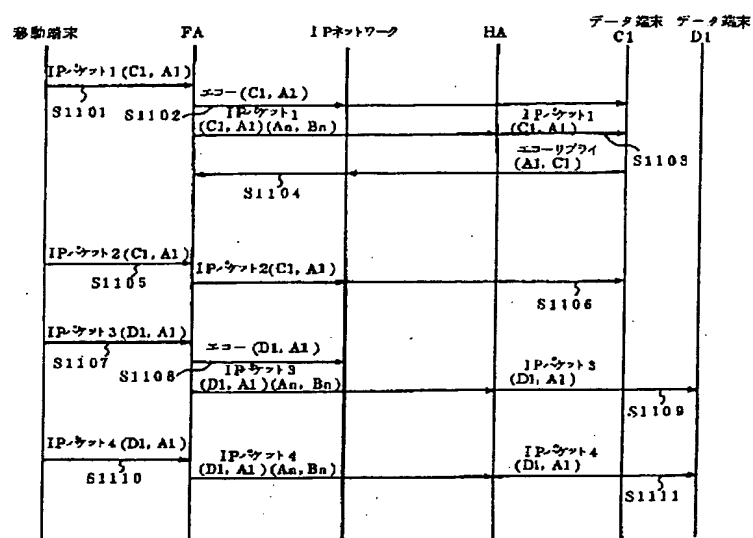 移動端末 FA IPネットワーク HA データ端末 C1 データ端末 D1
IPパケット1(C1, A1)
S1101
エコー(C1, A1)
S1102
IPパケット1
(C1, A1)(An, Bn)
IPパケット1
(C1, A1)
S1103
エコーリプライ
(A1, C1)
S1104
IPパケット2(C1, A1)
S1105
IPパケット2(C1, A1)
S1106
IPパケット3(D1, A1)
S1107
エコー(D1, A1)
S1108
IPパケット3
(D1, A1)(An, Bn)
IPパケット3
(D1, A1)
S1109
IPパケット4(D1, A1)
S1110
IPパケット4
(D1, A1)(An, Bn)
IPパケット4
(D1, A1)
S1111